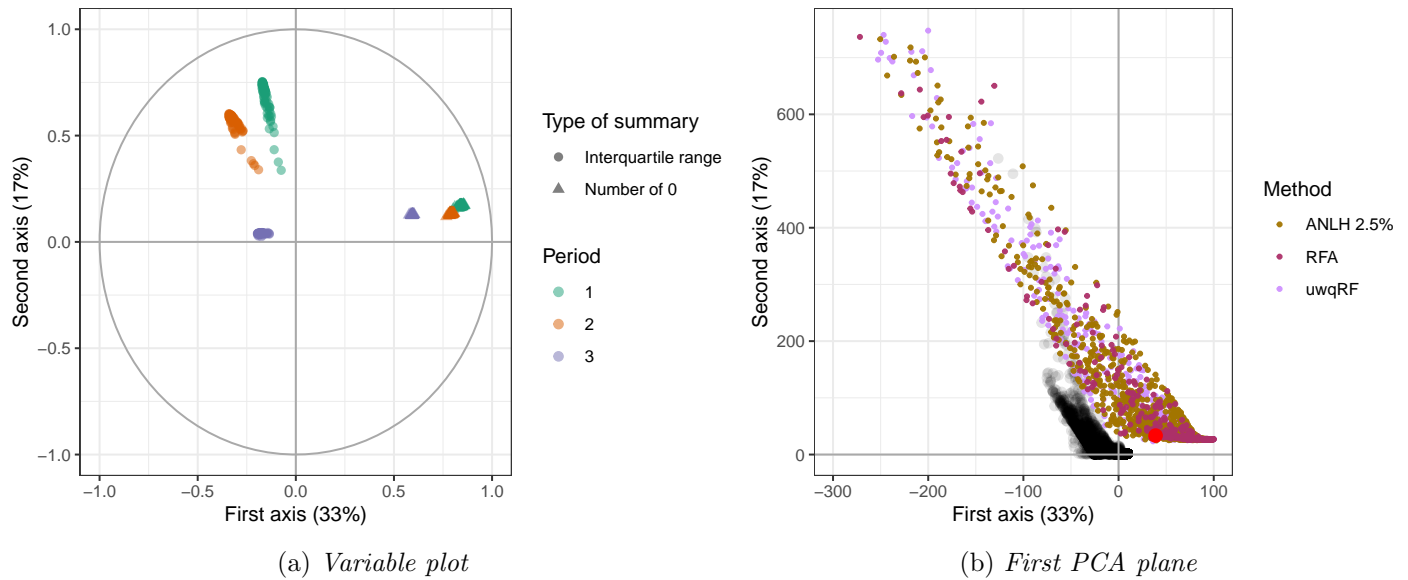 1.0
0.5
0.0
−0.5
−1.0
Second axis (17%)
−1.0 −0.5 0.0 0.5 1.0
First axis (33%)
Type of summary
Interquartile range
Number of 0
Period
1
2
3
(a) Variable plot
600
400
200
0
Second axis (17%)
−300 −200 −100 0 100
First axis (33%)
Method
ANLH 2.5%
RFA
uwqRF
(b) First PCA plane